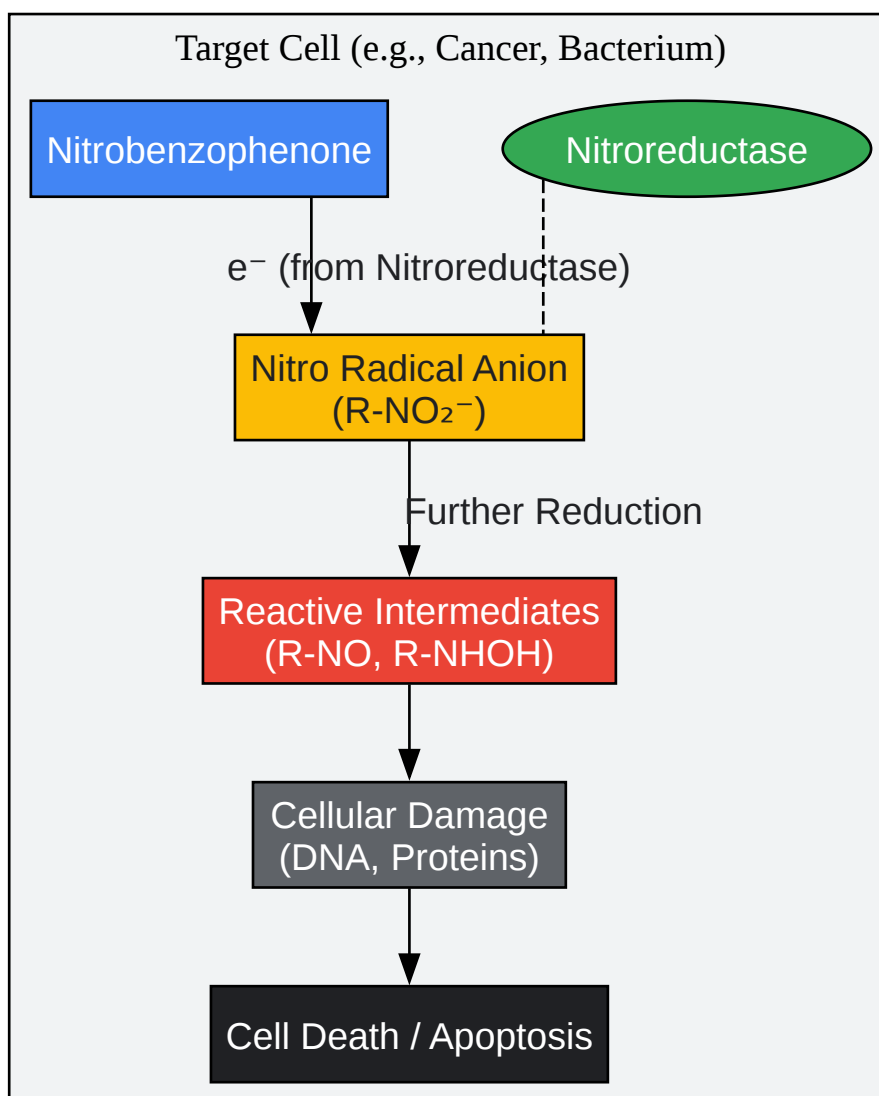 Target Cell (e.g., Cancer, Bacterium)
Nitrobenzophenone
Nitroreductase
e⁻ (from Nitroreductase)
Nitro Radical Anion
(R-NO₂⁻)
Further Reduction
Reactive Intermediates
(R-NO, R-NHOH)
Cellular Damage
(DNA, Proteins)
Cell Death / Apoptosis